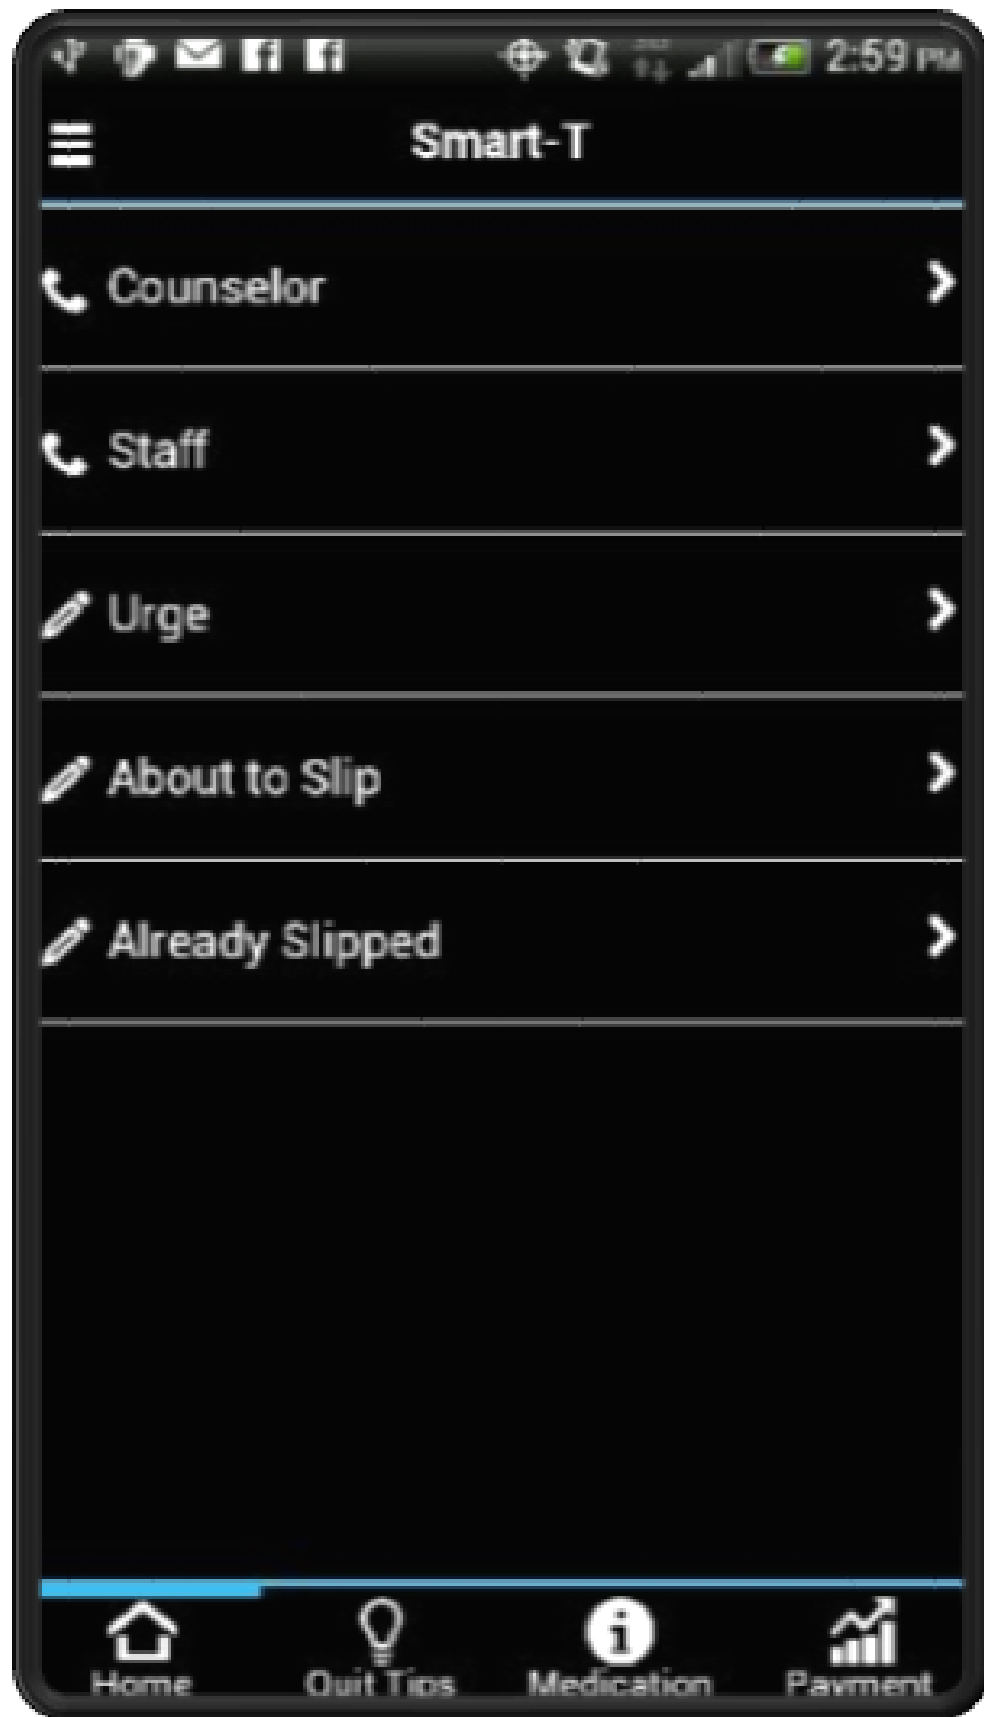 2:59 PM
Smart-T
Counselor
Staff
Urge
About to Slip
Already Slipped
Home Quit Tips Medication Payment